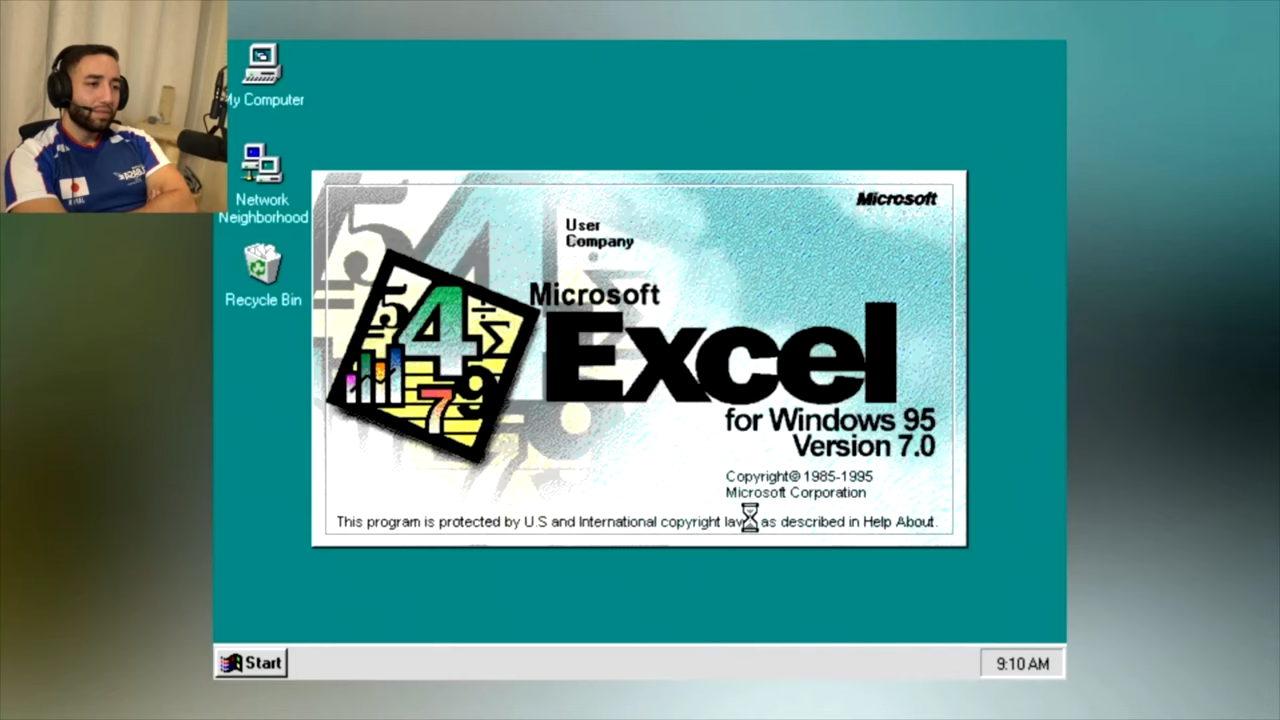 My Computer
Network
Neighborhood
Recycle Bin
Microsoft
User
Company
Microsoft
Excel
for Windows 95
Version 7.0
Copyright© 1985-1995
Microsoft Corporation
This program is protected by U.S and International copyright as described in Help About.
Start
9:10 AM